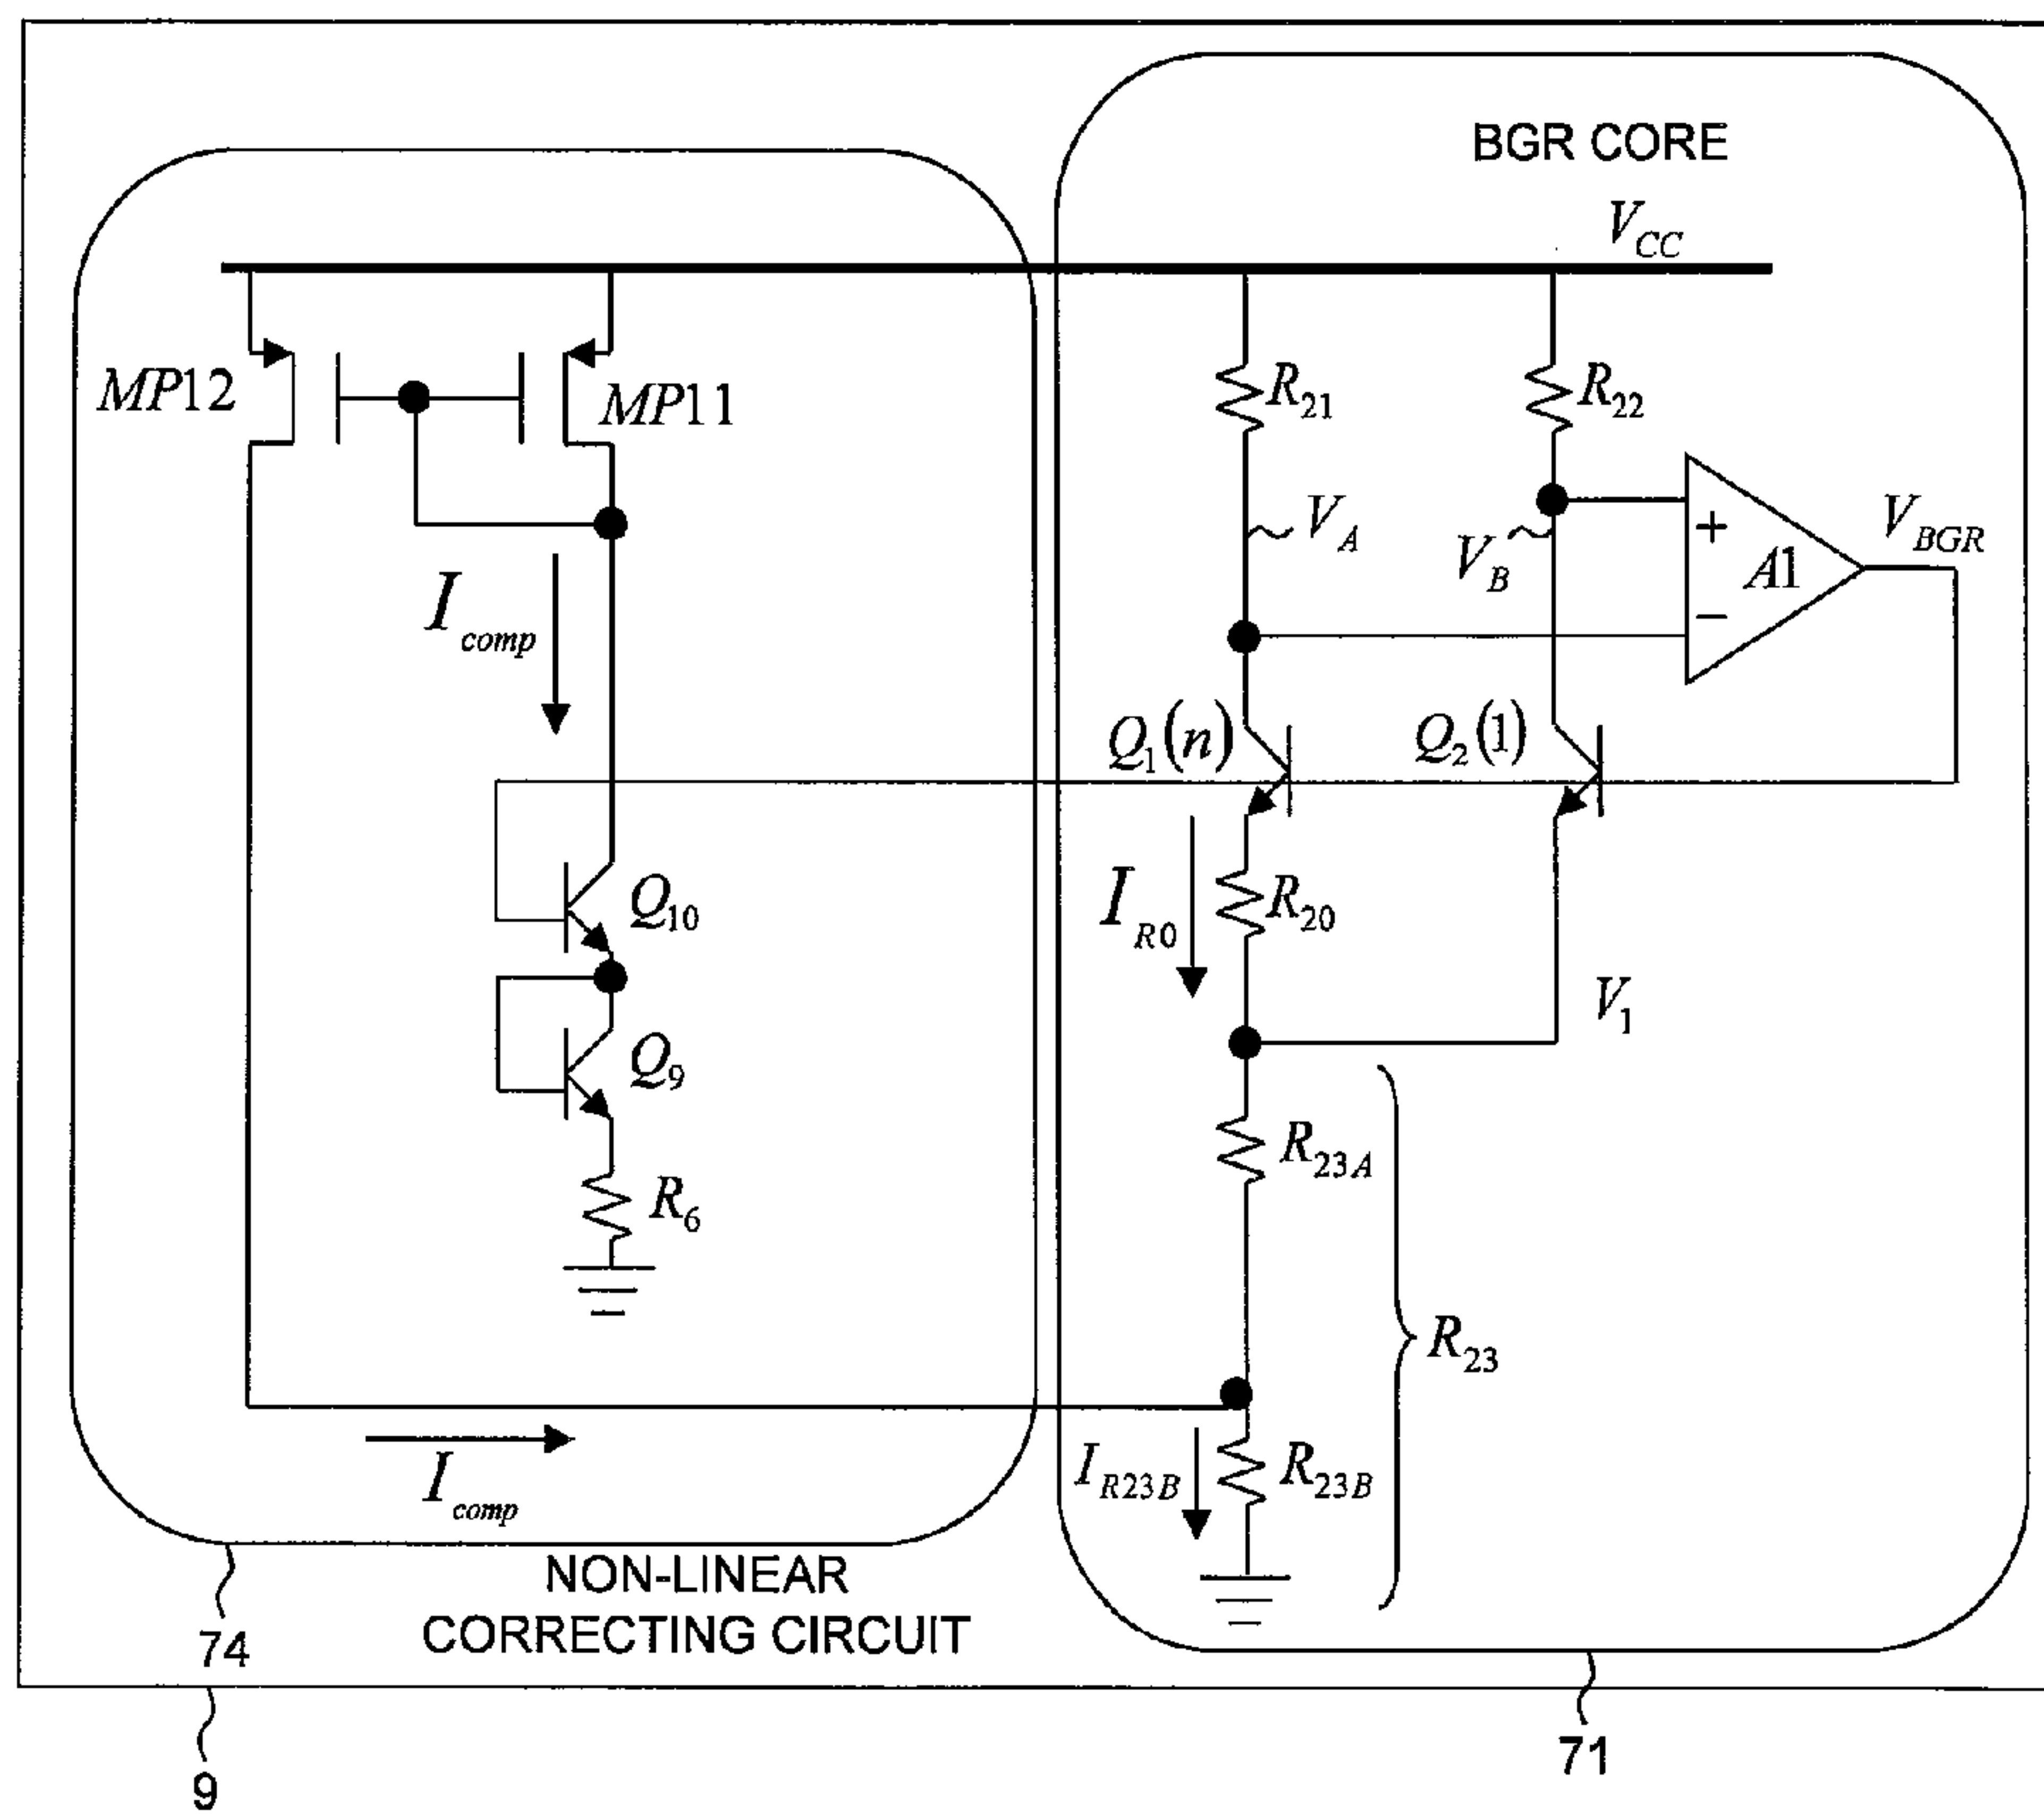 BGR CORE
V_CC
MP12
MP11
R_21
R_22
V_A
V_B
+
−
A1
V_BGR
I_comp
Q_1(n)
Q_2(1)
Q_10
I_R0
R_20
Q_9
V_1
R_6
R_23A
R_23
I_comp
I_R23B
R_23B
NON-LINEAR
CORRECTING CIRCUIT
74
9
71